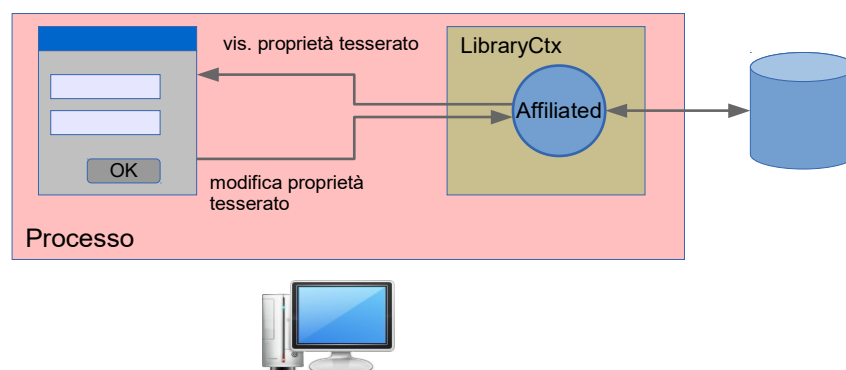 vis. proprietà tesserato
LibraryCtx
Affiliated
OK
modifica proprietà
tesserato
Processo